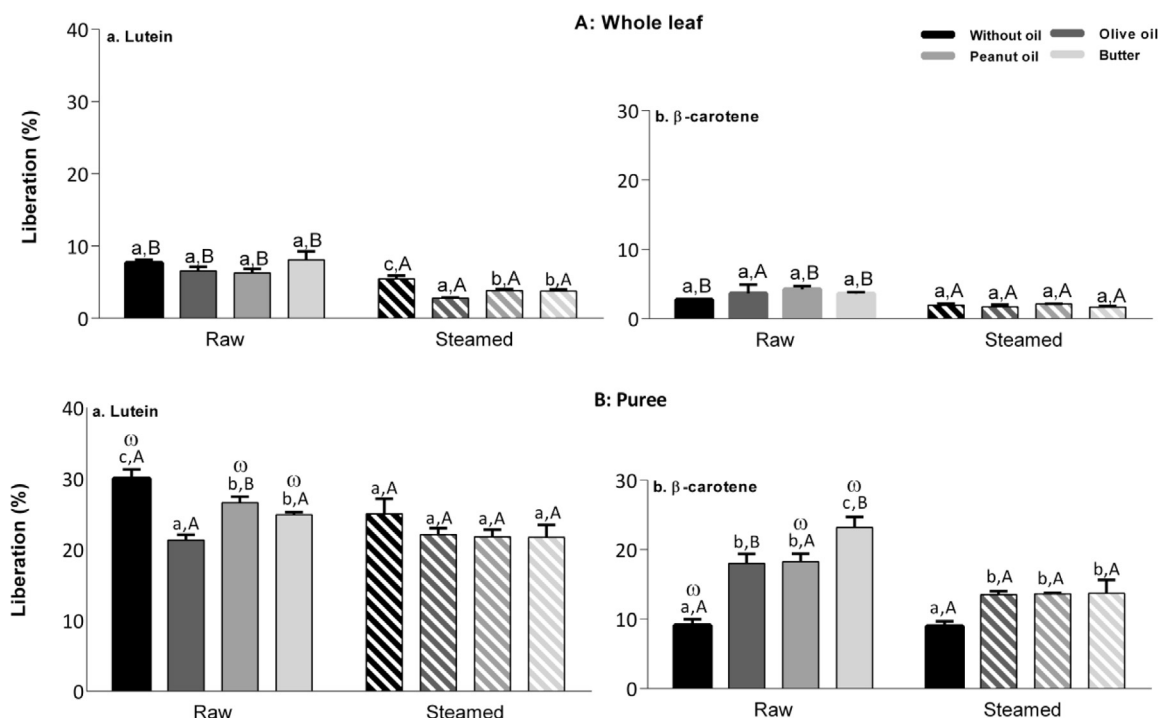 A: Whole leaf
a. Lutein
Without oil
Olive oil
Peanut oil
Butter
Liberation (%)
40
30
20
10
0
a,B
a,B
a,B
a,B
c,A
a,A
b,A
b,A
Raw
Steamed
b. β-carotene
30
20
10
0
a,B
a,A
a,B
a,B
a,A
a,A
a,A
a,A
Raw
Steamed
B: Puree
a. Lutein
Liberation (%)
40
30
20
10
0
ω
c,A
a,A
ω
b,B
ω
b,A
a,A
a,A
a,A
a,A
Raw
Steamed
b. β-carotene
30
20
10
0
ω
a,A
b,B
ω
b,A
ω
c,B
a,A
b,A
b,A
b,A
Raw
Steamed